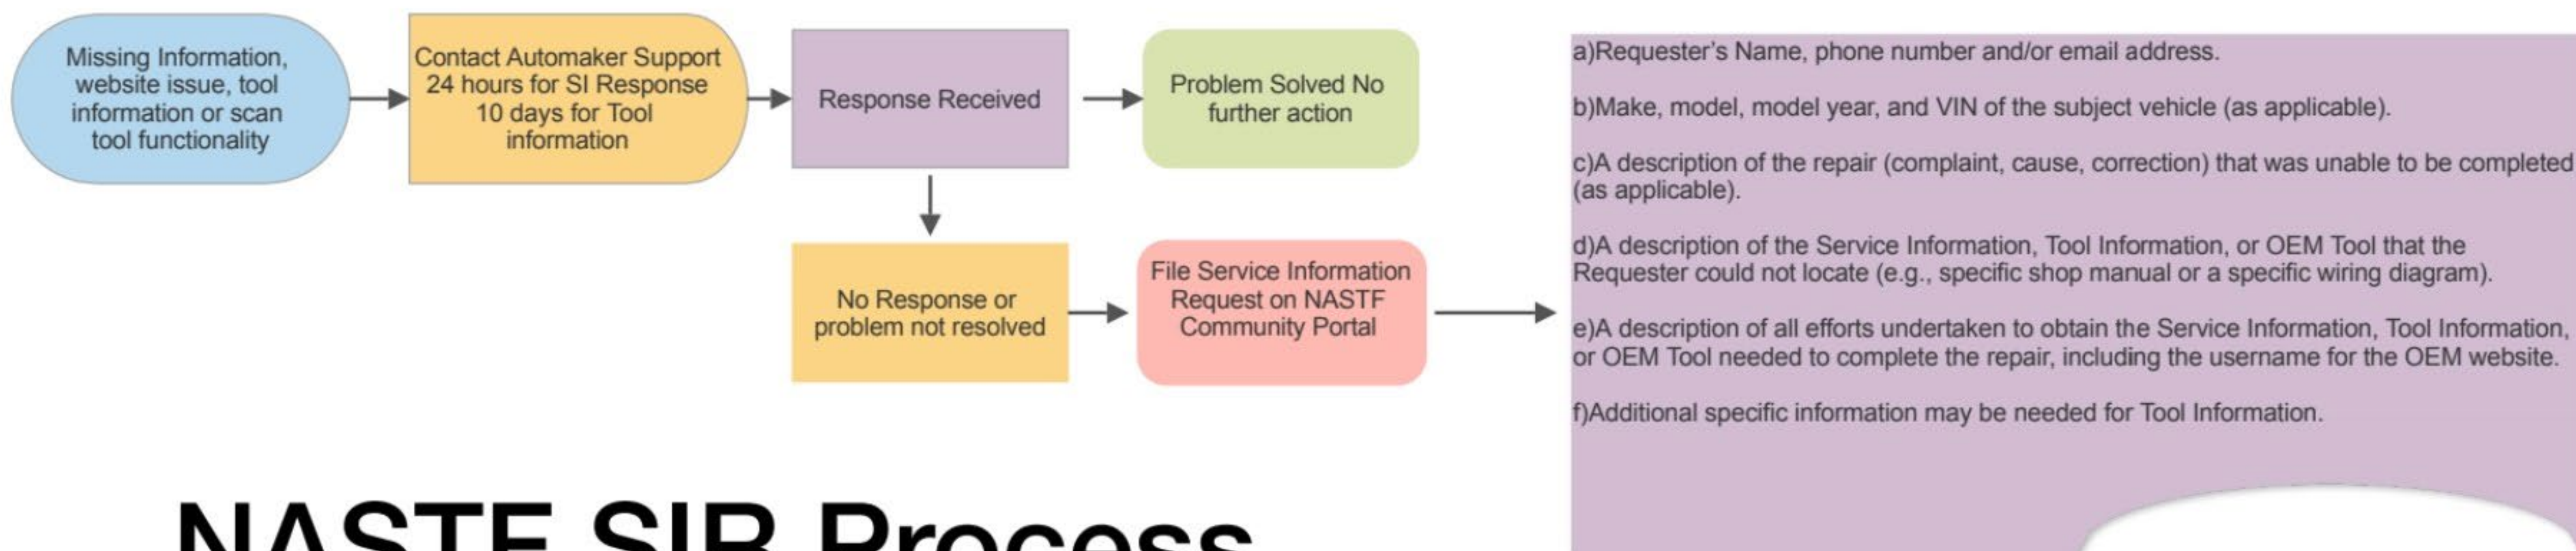 Missing Information,
website issue, tool
information or scan
tool functionality
Contact Automaker Support
24 hours for SI Response
10 days for Tool
information
Response Received
Problem Solved No
further action
No Response or
problem not resolved
File Service Information
Request on NASTF
Community Portal
a)Requester's Name, phone number and/or email address.
b)Make, model, model year, and VIN of the subject vehicle (as applicable).
c)A description of the repair (complaint, cause, correction) that was unable to be completed
(as applicable).
d)A description of the Service Information, Tool Information, or OEM Tool that the
Requester could not locate (e.g., specific shop manual or a specific wiring diagram).
e)A description of all efforts undertaken to obtain the Service Information, Tool Information,
or OEM Tool needed to complete the repair, including the username for the OEM website.
f)Additional specific information may be needed for Tool Information.
NASTF SIR Process